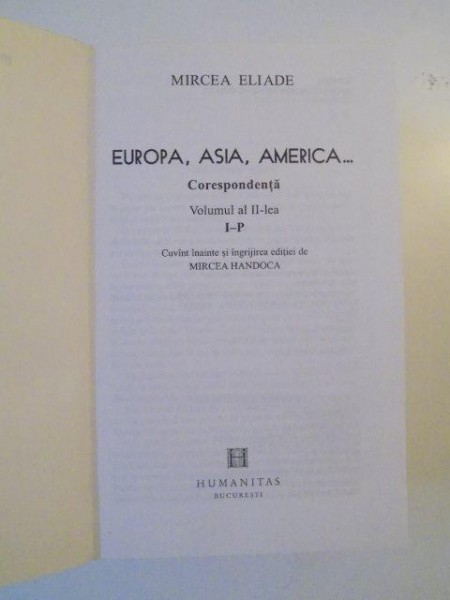 MIRCEA ELIADE
EUROPA, ASIA, AMERICA...
Corespondență
Volumul al II-lea
I–P
Cuvînt înainte și îngrijirea ediției de
MIRCEA HANDOCA
H
HUMANITAS
BUCUREȘTI